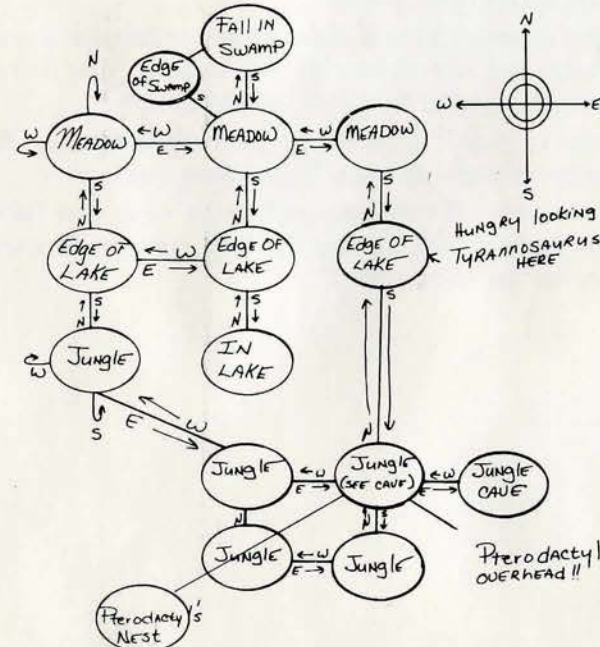 FALL IN
SWAMP
Edge
of SWAMP
S
N
S
N
N
W
E
W
S
W
MEADOW
← W
E →
MEADOW
← W
E →
MEADOW
S
N
S
N
S
N
EDGE OF
LAKE
← W
E →
EDGE OF
LAKE
EDGE OF
LAKE
HUNGRY LOOKING
TYRANNOSAURUS
HERE
S
N
S
N
W
JUNGLE
IN
LAKE
S
W
E
N
S
JUNGLE
← W
E →
JUNGLE
(SEE CAVE)
← W
E →
JUNGLE
CAVE
N
N
S
JUNGLE
← W
E →
JUNGLE
Pterodactyl
OVERHEAD!!
Pterodactyl's
NEST